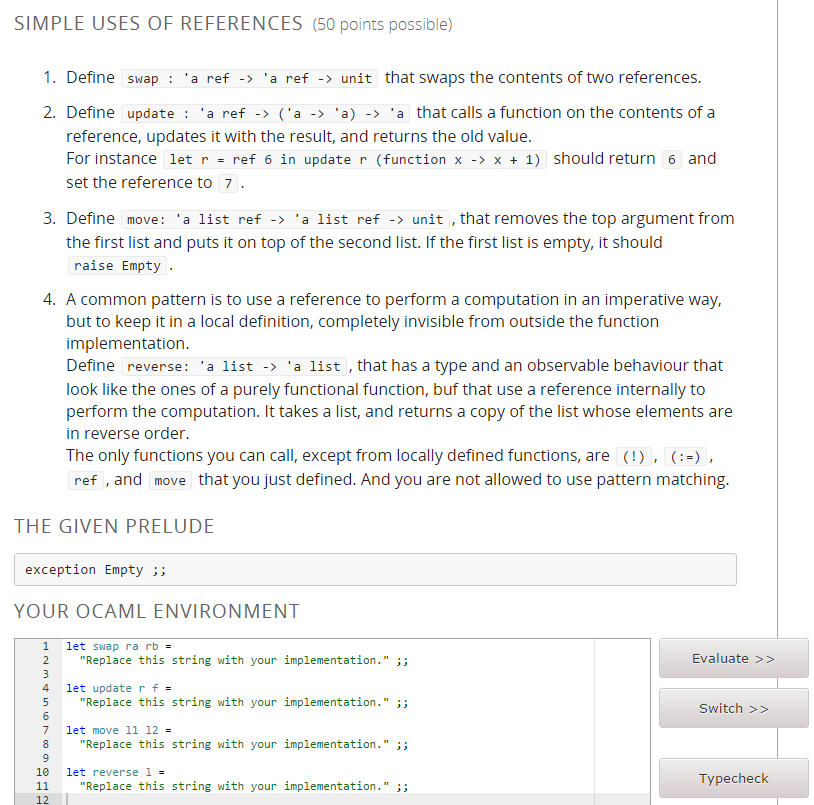 SIMPLE USES OF REFERENCES (50 points possible)
1. Define swap : 'a ref -> 'a ref -> unit that swaps the contents of two references.
2. Define update : 'a ref -> ('a -> 'a) -> 'a that calls a function on the contents of a
reference, updates it with the result, and returns the old value.
For instance let r = ref 6 in update r (function x -> x + 1) should return 6 and
set the reference to 7 .
3. Define move: 'a list ref -> 'a list ref -> unit , that removes the top argument from
the first list and puts it on top of the second list. If the first list is empty, it should
raise Empty .
4. A common pattern is to use a reference to perform a computation in an imperative way,
but to keep it in a local definition, completely invisible from outside the function
implementation.
Define reverse: 'a list -> 'a list , that has a type and an observable behaviour that
look like the ones of a purely functional function, buf that use a reference internally to
perform the computation. It takes a list, and returns a copy of the list whose elements are
in reverse order.
The only functions you can call, except from locally defined functions, are (!) , (:=) ,
ref , and move that you just defined. And you are not allowed to use pattern matching.
THE GIVEN PRELUDE
exception Empty ;;
YOUR OCAML ENVIRONMENT
1 let swap ra rb =
2 "Replace this string with your implementation." ;;
3
4 let update r f =
5 "Replace this string with your implementation." ;;
6
7 let move l1 l2 =
8 "Replace this string with your implementation." ;;
9
10 let reverse l =
11 "Replace this string with your implementation." ;;
12
Evaluate >>
Switch >>
Typecheck